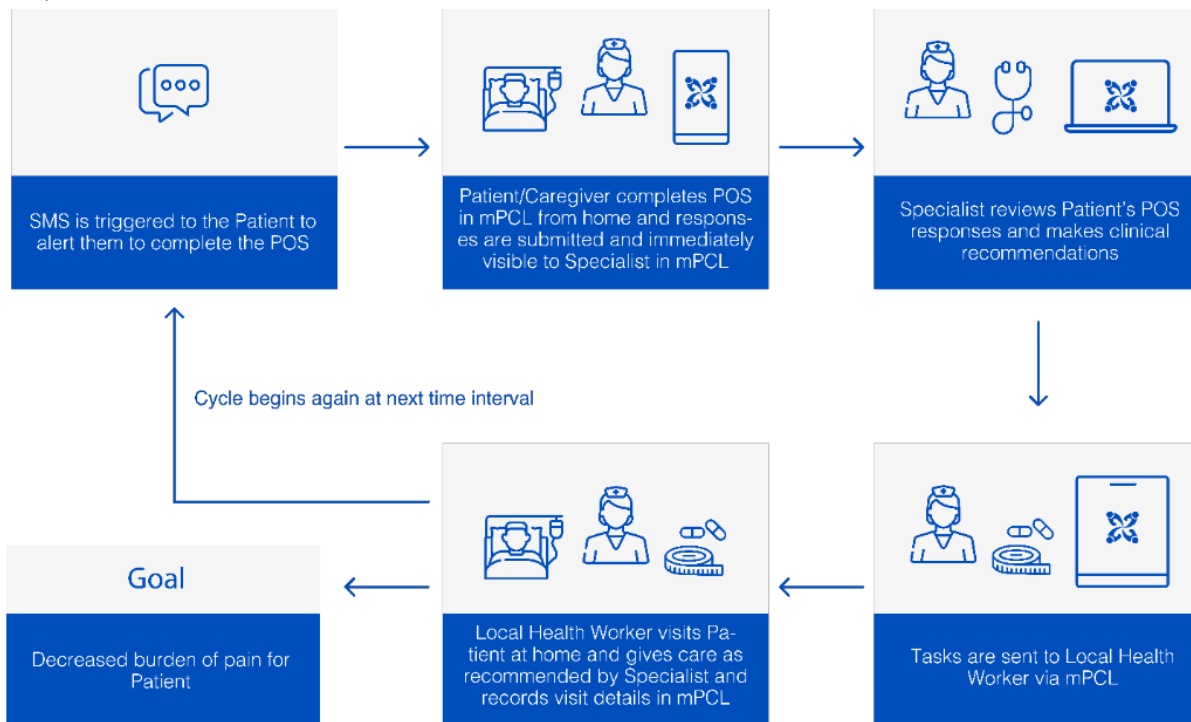 SMS is triggered to the Patient to
alert them to complete the POS
Patient/Caregiver completes POS
in mPCL from home and respon-
ses are submitted and immediately
visible to Specialist in mPCL
Specialist reviews Patient's POS
responses and makes clinical
recommendations
Cycle begins again at next time interval
Goal
Decreased burden of pain for
Patient
Local Health Worker visits Pa-
tient at home and gives care as
recommended by Specialist and
records visit details in mPCL
Tasks are sent to Local Health
Worker via mPCL